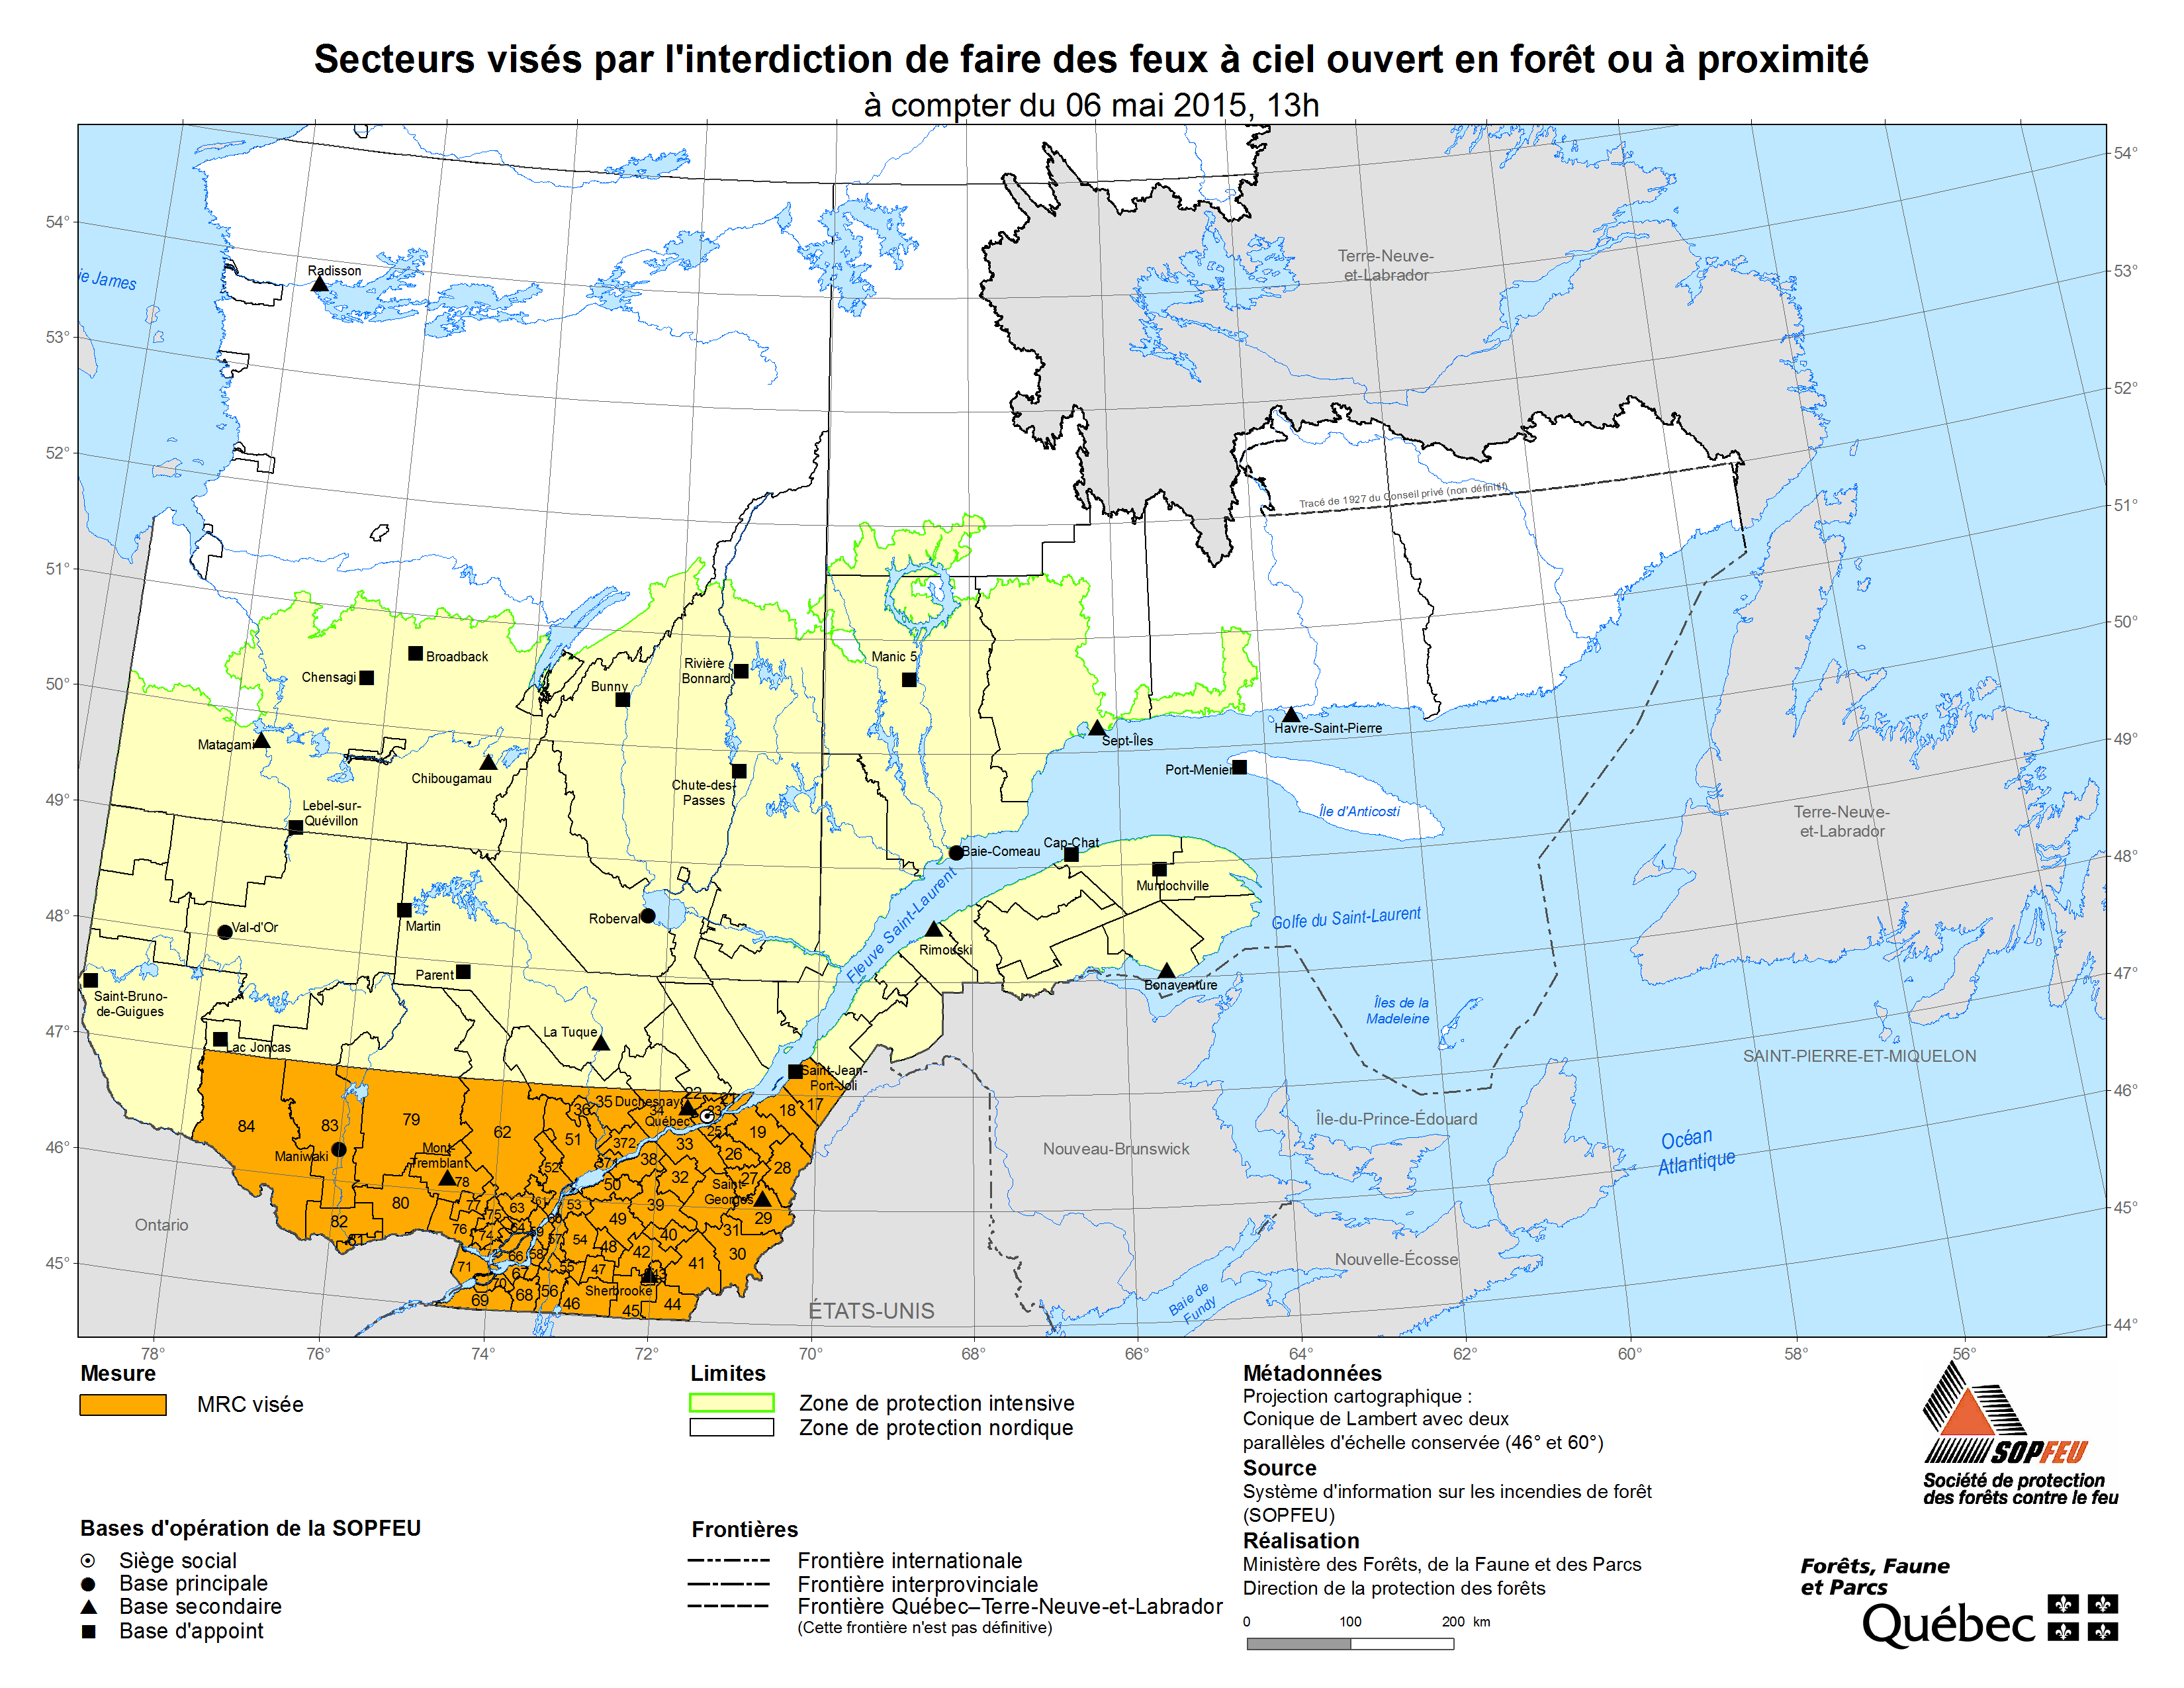 Secteurs visés par l'interdiction de faire des feux à ciel ouvert en forêt ou à proximité
à compter du 06 mai 2015, 13h
54°
53°
52°
51°
50°
49°
48°
47°
46°
45°
54°
53°
52°
51°
50°
49°
48°
47°
46°
45°
44°
78°
76°
74°
72°
70°
68°
66°
64°
62°
60°
58°
56°
ie James
Radisson
Terre-Neuve-
et-Labrador
Tracé de 1927 du Conseil privé (non définitif)
Broadback
Chensagi
Bunny
Rivière
Bonnard
Manic 5
Matagami
Chibougamau
Chute-des-
Passes
Sept-Îles
Havre-Saint-Pierre
Port-Menier
Île d'Anticosti
Lebel-sur-
Quévillon
Terre-Neuve-
et-Labrador
Baie-Comeau
Cap-Chat
Murdochville
Fleuve Saint-Laurent
Golfe du Saint-Laurent
Val-d'Or
Martin
Roberval
Rimouski
Parent
Bonaventure
Saint-Bruno-
de-Guigues
Îles de la
Madeleine
La Tuque
Lac Joncas
SAINT-PIERRE-ET-MIQUELON
Saint-Jean-
Port-Joli
Duchesnay
Québec
Île-du-Prince-Édouard
Océan
Atlantique
Nouveau-Brunswick
Maniwaki
Mont-
Tremblant
Saint-
Georges
Ontario
Sherbrooke
ÉTATS-UNIS
Nouvelle-Écosse
Baie de
Fundy
84
83
79
62
36
35
34
22
21
18
17
51
372
33
251
19
26
28
52
371
38
32
27
78
80
50
39
29
82
81
77
75
63
61
53
49
31
76
74
64
60
59
57
54
48
42
40
30
71
66
58
55
47
43
41
67
70
69
68
56
46
45
44
Mesure
MRC visée
Limites
Zone de protection intensive
Zone de protection nordique
Métadonnées
Projection cartographique :
Conique de Lambert avec deux
parallèles d'échelle conservée (46° et 60°)
Source
Système d'information sur les incendies de forêt
(SOPFEU)
Réalisation
Ministère des Forêts, de la Faune et des Parcs
Direction de la protection des forêts
0 100 200 km
Bases d'opération de la SOPFEU
Siège social
Base principale
Base secondaire
Base d'appoint
Frontières
Frontière internationale
Frontière interprovinciale
Frontière Québec–Terre-Neuve-et-Labrador
(Cette frontière n'est pas définitive)
SOPFEU
Société de protection
des forêts contre le feu
Forêts, Faune
et Parcs
Québec